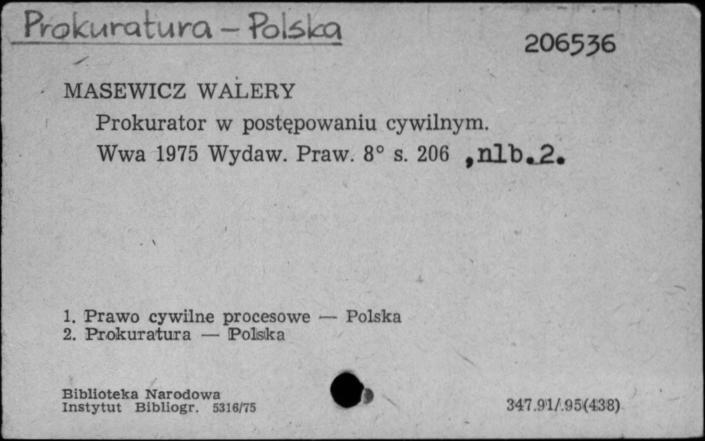 Prokuratura - Polska
206536
MASEWICZ WALERY
Prokurator w postępowaniu cywilnym.
Wwa 1975 Wydaw. Praw. 8° s. 206 ,nlb.2.
1. Prawo cywilne procesowe — Polska
2. Prokuratura — Polska
Biblioteka Narodowa
Instytut Bibliogr. 5316/75
347.91/.95(438)